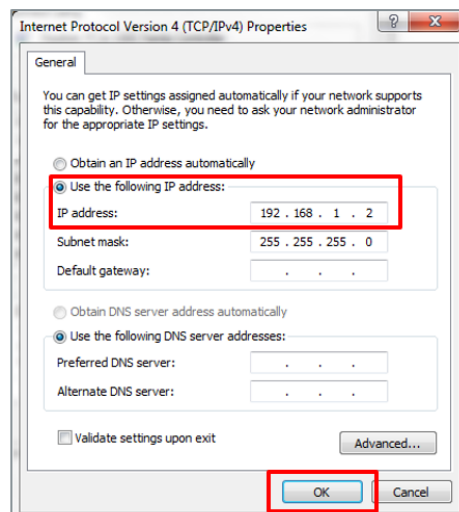 Internet Protocol Version 4 (TCP/IPv4) Properties
?
X
General
You can get IP settings assigned automatically if your network supports
this capability. Otherwise, you need to ask your network administrator
for the appropriate IP settings.
Obtain an IP address automatically
Use the following IP address:
IP address: 192 . 168 . 1 . 2
Subnet mask: 255 . 255 . 255 . 0
Default gateway: . . .
Obtain DNS server address automatically
Use the following DNS server addresses:
Preferred DNS server: . . .
Alternate DNS server: . . .
Validate settings upon exit
Advanced...
OK
Cancel